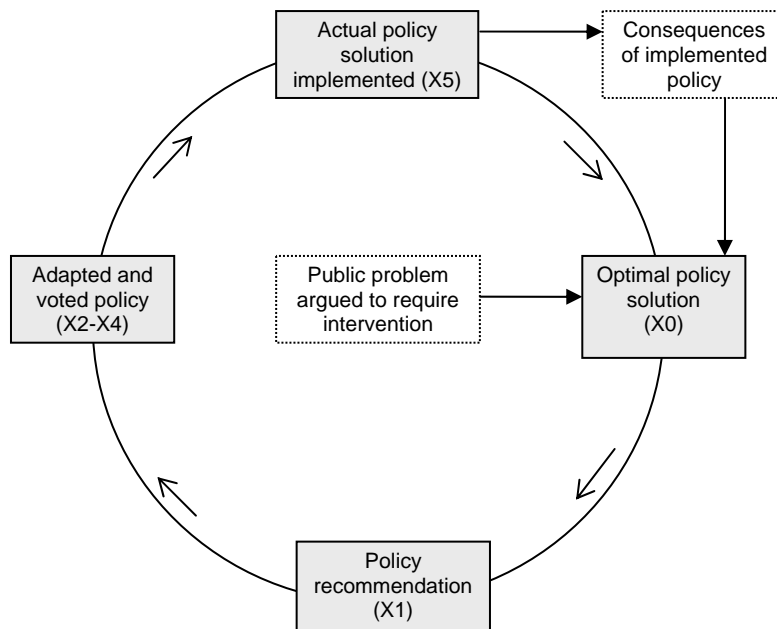 Actual policy
solution
implemented (X5)
Consequences
of implemented
policy
Adapted and
voted policy
(X2-X4)
Public problem
argued to require
intervention
Optimal policy
solution
(X0)
Policy
recommendation
(X1)